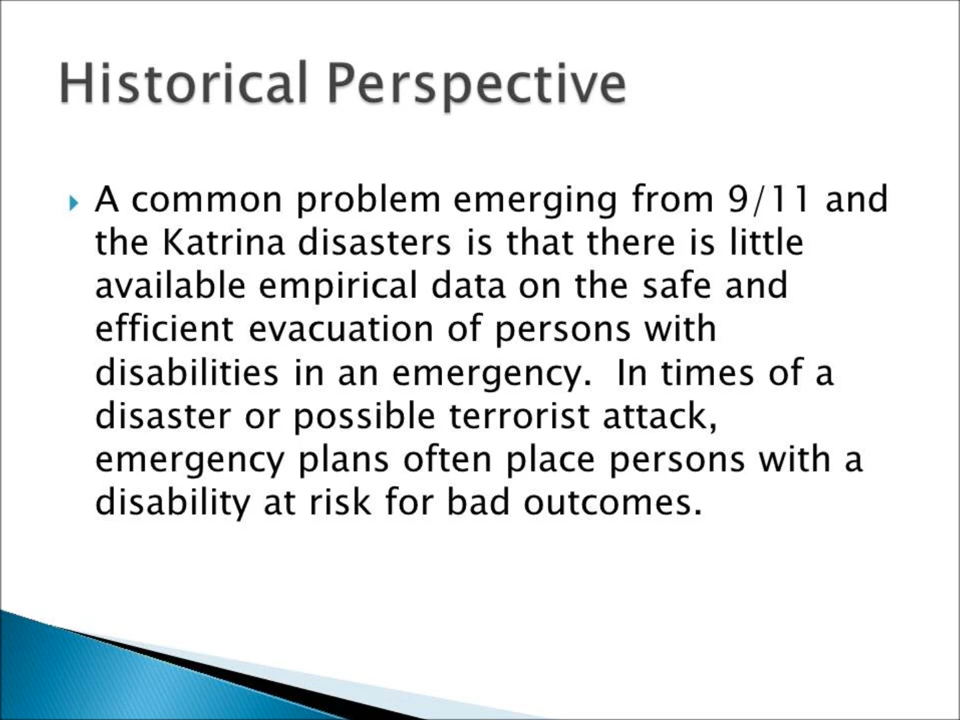 Historical Perspective
A common problem emerging from 9/11 and
the Katrina disasters is that there is little
available empirical data on the safe and
efficient evacuation of persons with
disabilities in an emergency.  In times of a
disaster or possible terrorist attack,
emergency plans often place persons with a
disability at risk for bad outcomes.